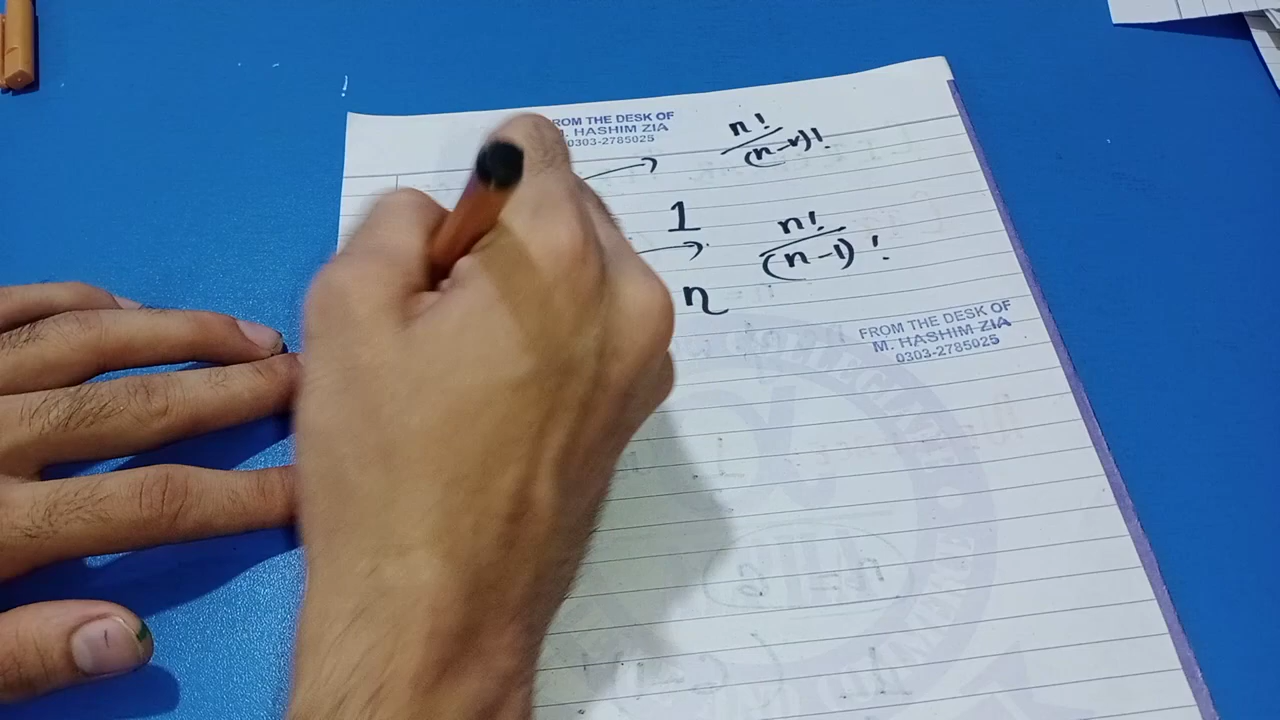 FROM THE DESK OF
M. HASHIM ZIA
0303-2785025
n!
(n-r)!
1
n!
(n-1)!
n
FROM THE DESK OF
M. HASHIM ZIA
0303-2785025